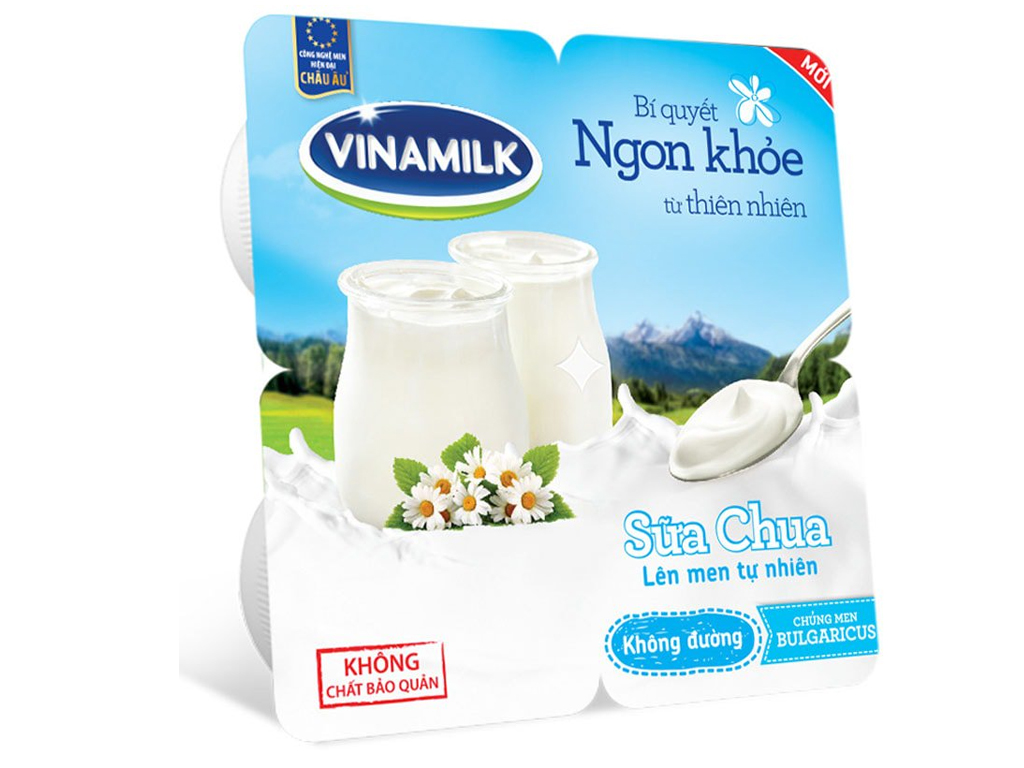 CÔNG NGHỆ MEN
HIỆN ĐẠI
CHÂU ÂU
VINAMILK
MỚI
Bí quyết
Ngon khỏe
từ thiên nhiên
Sữa Chua
Lên men tự nhiên
Không đường
CHỦNG MEN
BULGARICUS
KHÔNG
CHẤT BẢO QUẢN